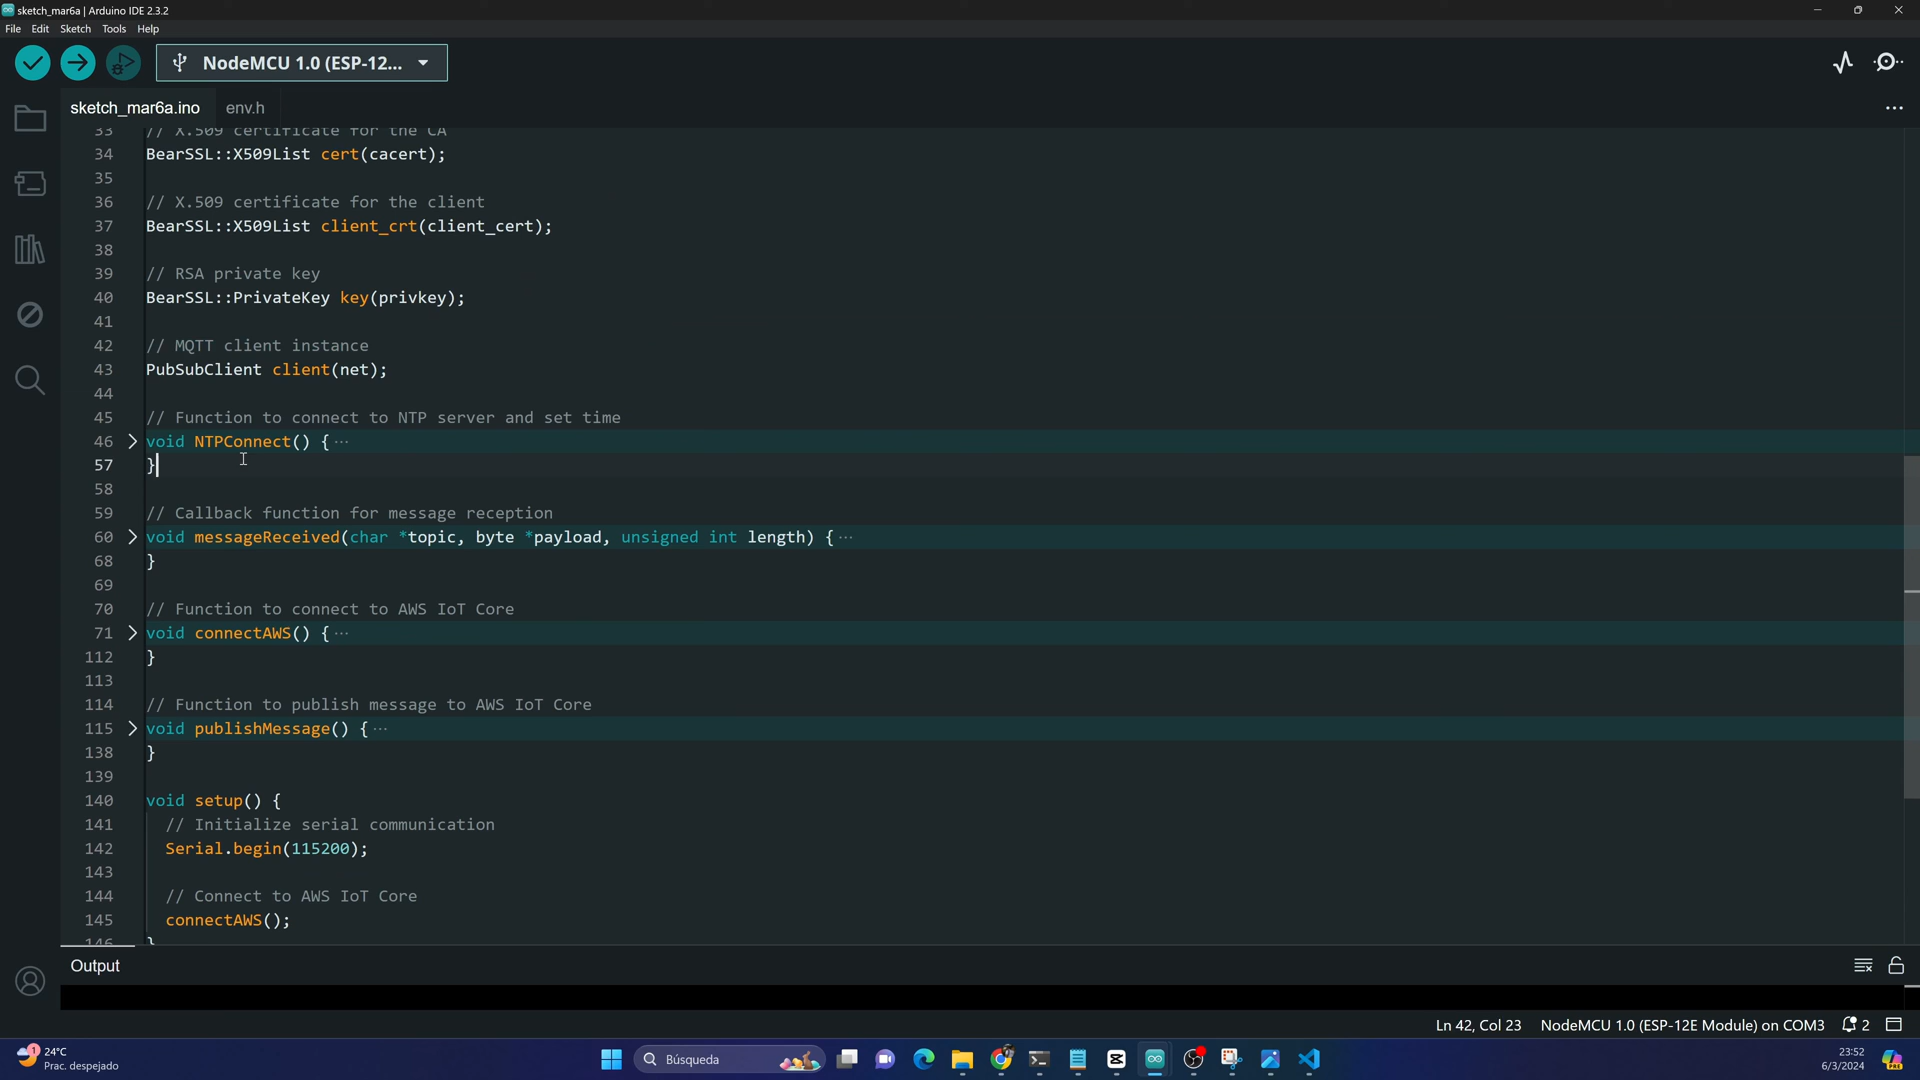 sketch_mar6a | Arduino IDE 2.3.2
File Edit Sketch Tools Help
NodeMCU 1.0 (ESP-12...
sketch_mar6a.ino env.h
33 // X.509 certificate for the CA
34 BearSSL::X509List cert(cacert);
35
36 // X.509 certificate for the client
37 BearSSL::X509List client_crt(client_cert);
38
39 // RSA private key
40 BearSSL::PrivateKey key(privkey);
41
42 // MQTT client instance
43 PubSubClient client(net);
44
45 // Function to connect to NTP server and set time
46 void NTPConnect() { ...
57 }
58
59 // Callback function for message reception
60 void messageReceived(char *topic, byte *payload, unsigned int length) { ...
68 }
69
70 // Function to connect to AWS IoT Core
71 void connectAWS() { ...
112 }
113
114 // Function to publish message to AWS IoT Core
115 void publishMessage() { ...
138 }
139
140 void setup() {
141 // Initialize serial communication
142 Serial.begin(115200);
143
144 // Connect to AWS IoT Core
145 connectAWS();
146 }
Output
Ln 42, Col 23 NodeMCU 1.0 (ESP-12E Module) on COM3 2
1 24°C
Prac. despejado
Búsqueda
PRE
23:52
6/3/2024